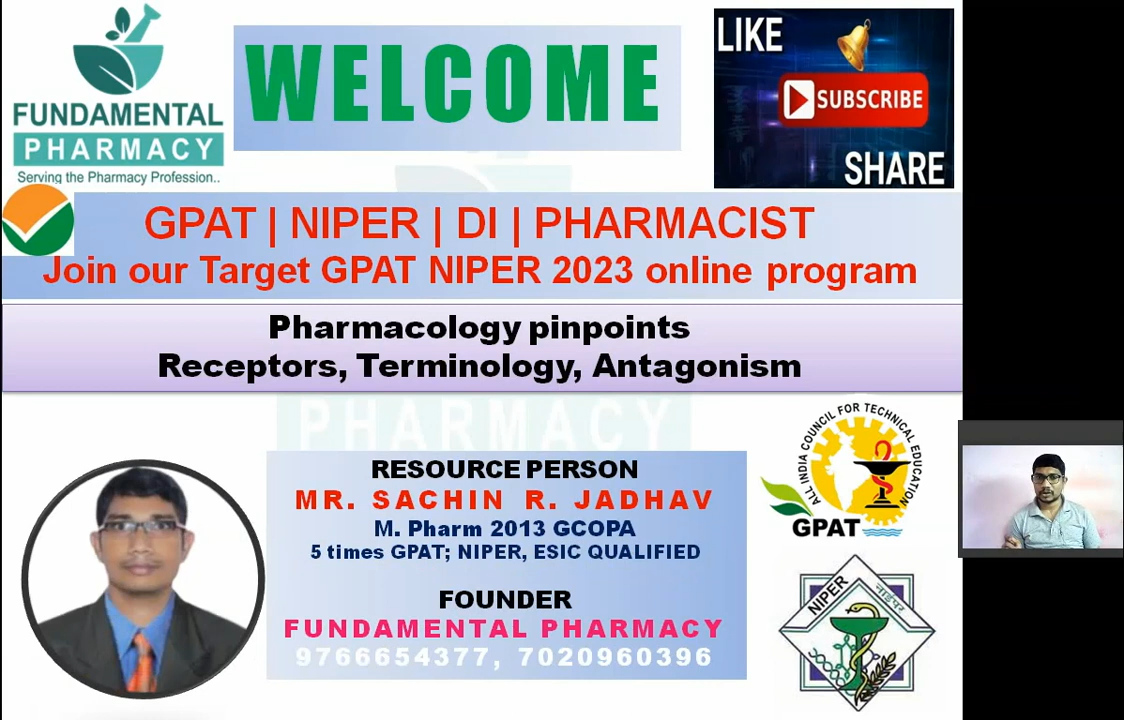 FUNDAMENTAL
PHARMACY
Serving the Pharmacy Profession..
WELCOME
LIKE
SUBSCRIBE
SHARE
GPAT | NIPER | DI | PHARMACIST
Join our Target GPAT NIPER 2023 online program
Pharmacology pinpoints
Receptors, Terminology, Antagonism
PHARMACY
RESOURCE PERSON
MR. SACHIN R. JADHAV
M. Pharm 2013 GCOPA
5 times GPAT; NIPER, ESIC QUALIFIED
FOUNDER
FUNDAMENTAL PHARMACY
9766654377, 7020960396
ALL INDIA COUNCIL FOR TECHNICAL EDUCATION
GPAT
NIPER
नाईपर